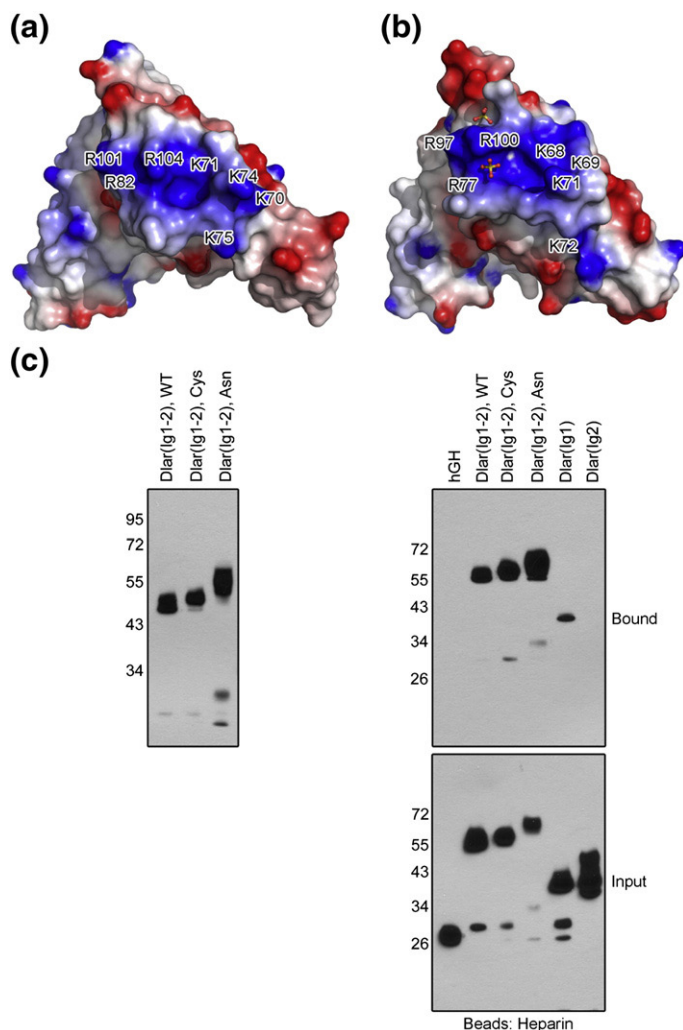 (a)
R101
R104
K71
R82
K74
K70
K75
(b)
R97
R100
K68
K69
R77
K71
K72
(c)
Dlar(Ig1-2), WT
Dlar(Ig1-2), Cys
Dlar(Ig1-2), Asn
95
72
55
43
34
hGH
Dlar(Ig1-2), WT
Dlar(Ig1-2), Cys
Dlar(Ig1-2), Asn
Dlar(Ig1)
Dlar(Ig2)
72
55
43
34
26
Bound
72
55
43
34
26
Input
Beads: Heparin